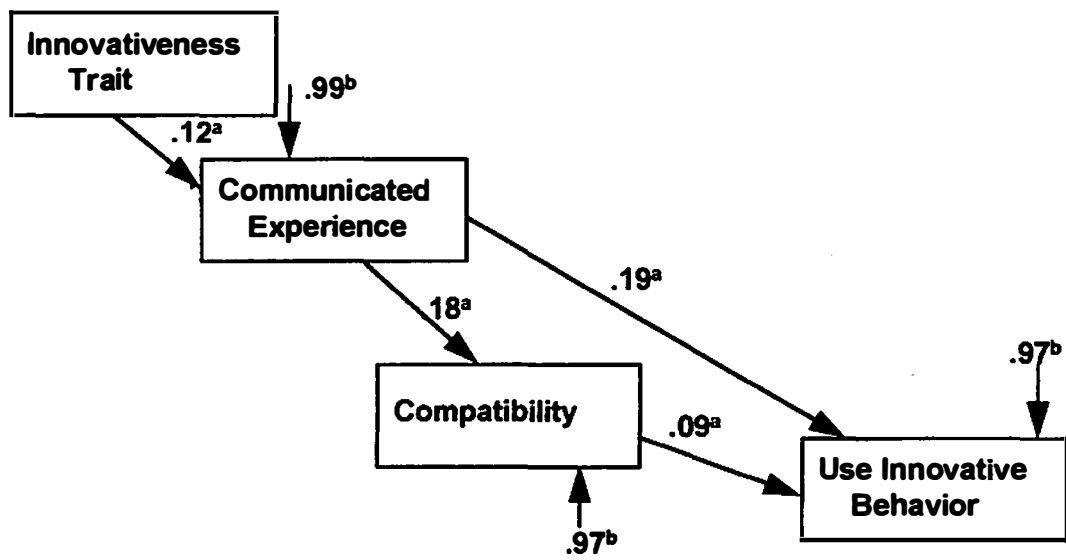 Innovativeness
Trait
.99ᵇ
.12ᵃ
Communicated
Experience
.19ᵃ
18ᵃ
.97ᵇ
Compatibility
.09ᵃ
Use Innovative
Behavior
.97ᵇ